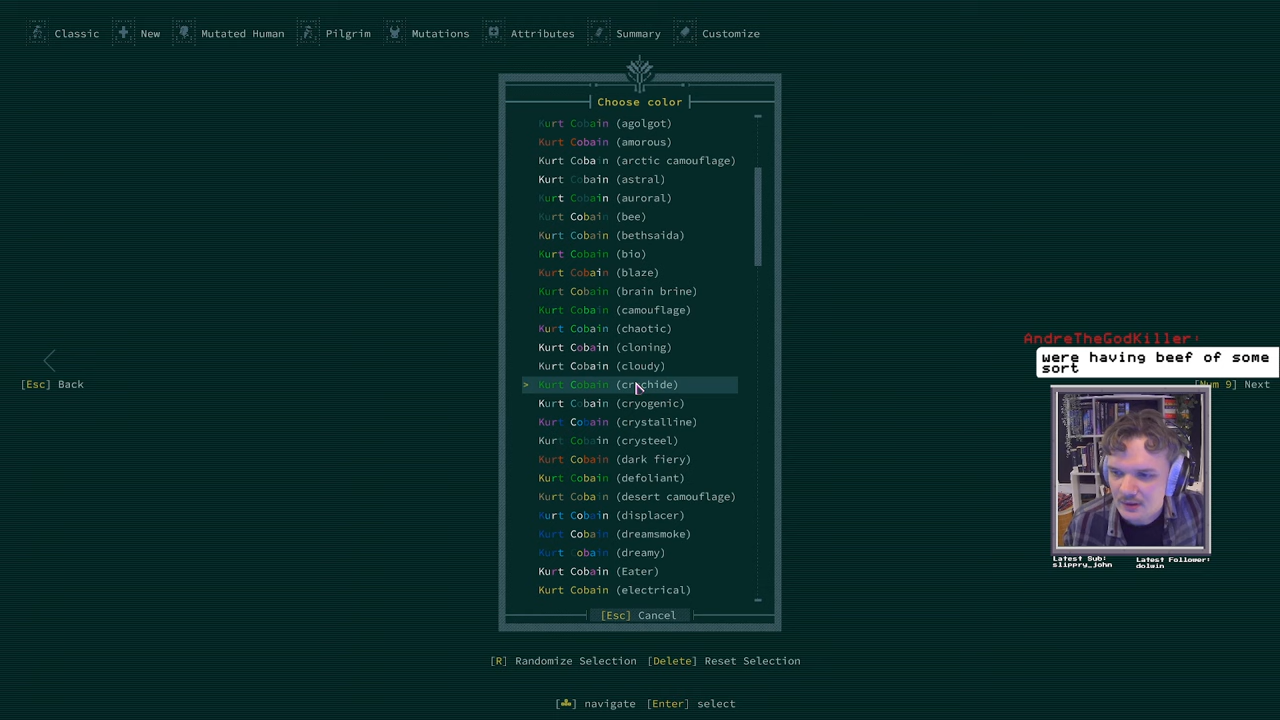 Classic New Mutated Human Pilgrim Mutations Attributes Summary Customize
Choose color
Kurt Cobain (agolgot)
Kurt Cobain (amorous)
Kurt Cobain (arctic camouflage)
Kurt Cobain (astral)
Kurt Cobain (auroral)
Kurt Cobain (bee)
Kurt Cobain (bethsaida)
Kurt Cobain (bio)
Kurt Cobain (blaze)
Kurt Cobain (brain brine)
Kurt Cobain (camouflage)
Kurt Cobain (chaotic)
Kurt Cobain (cloning)
Kurt Cobain (cloudy)
> Kurt Cobain
Kurt Cobain (cryogenic)
Kurt Cobain (crystalline)
Kurt Cobain (crysteel)
Kurt Cobain (dark fiery)
Kurt Cobain (defoliant)
Kurt Cobain (desert camouflage)
Kurt Cobain (displacer)
Kurt Cobain (dreamsmoke)
Kurt Cobain (dreamy)
Kurt Cobain (Eater)
Kurt Cobain (electrical)
[Esc] Cancel
[Esc] Back
AndreTheGodKiller:
were having beef of some
sort
[Num 9] Next
Latest Sub:
slippry_john
Latest Follower:
dolwin
[R] Randomize Selection [Delete] Reset Selection
navigate [Enter] select